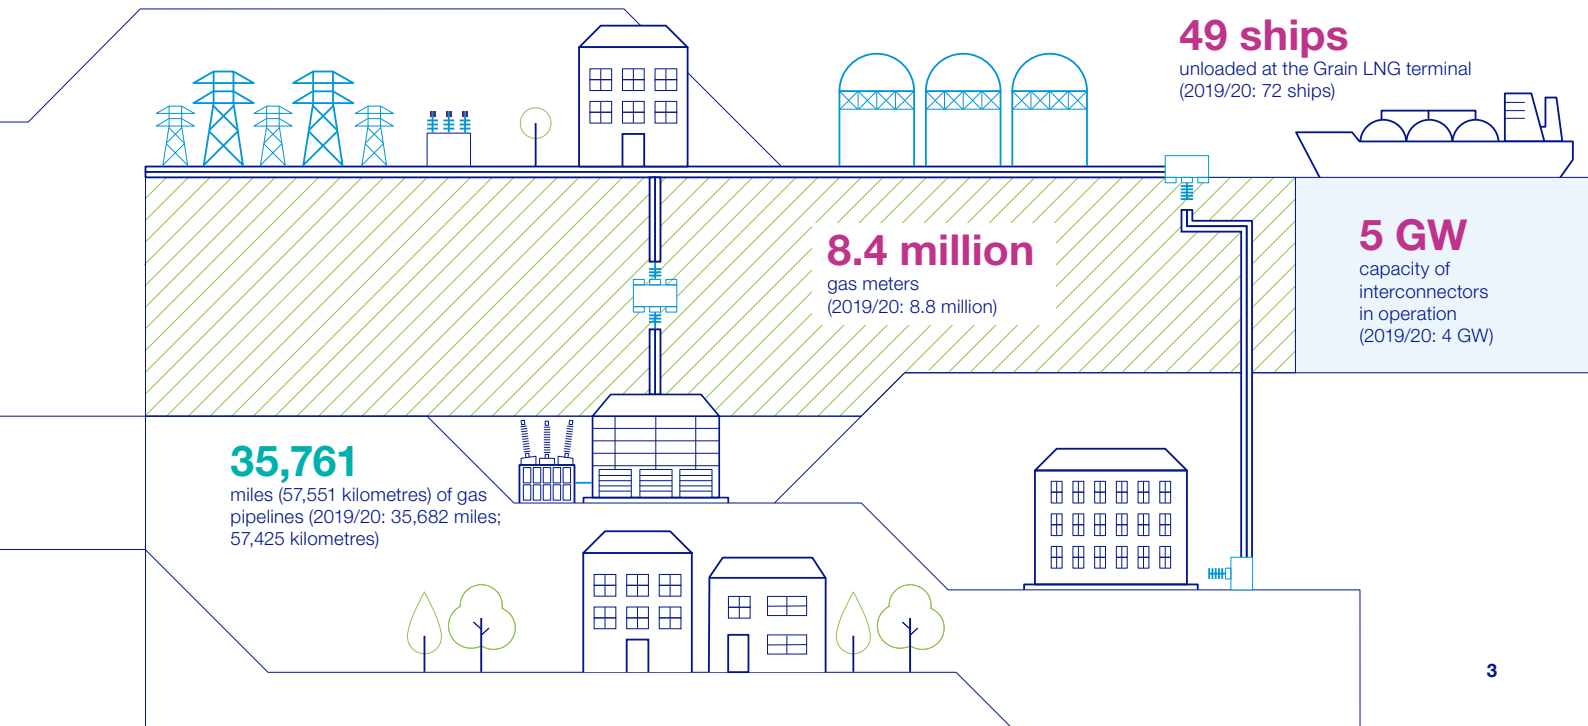 49 ships
unloaded at the Grain LNG terminal
(2019/20: 72 ships)
8.4 million
gas meters
(2019/20: 8.8 million)
5 GW
capacity of
interconnectors
in operation
(2019/20: 4 GW)
35,761
miles (57,551 kilometres) of gas
pipelines (2019/20: 35,682 miles;
57,425 kilometres)
3